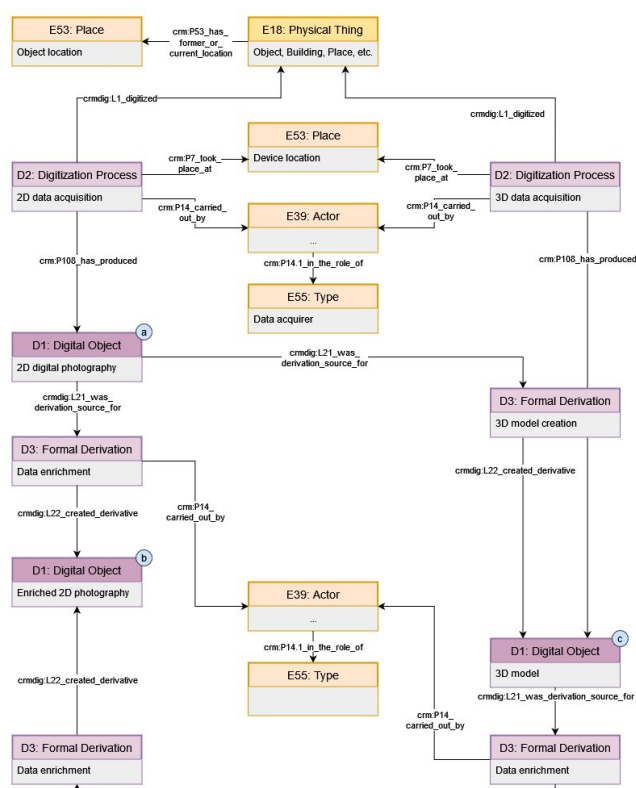 E53: Place
Object location
crm:P53_has_
former_or_
current_location
E18: Physical Thing
Object, Building, Place, etc.
crmdig:L1_digitized
crmdig:L1_digitized
E53: Place
Device location
crm:P7_took_
place_at
crm:P7_took_
place_at
D2: Digitization Process
2D data acquisition
D2: Digitization Process
3D data acquisition
crm:P14_carried_
out_by
crm:P14_carried_
out_by
E39: Actor
...
crm:P14.1_in_the_role_of
crm:P108_has_produced
crm:P108_has_produced
E55: Type
Data acquirer
a
D1: Digital Object
2D digital photography
crmdig:L21_was_
derivation_source_for
crmdig:L21_was_
derivation_source_for
D3: Formal Derivation
3D model creation
D3: Formal Derivation
Data enrichment
crmdig:L22_created_derivative
crm:P14_
carried_out_by
crmdig:L22_created_derivative
b
D1: Digital Object
Enriched 2D photography
E39: Actor
...
crm:P14.1_in_the_role_of
c
D1: Digital Object
3D model
E55: Type
crmdig:L22_created_derivative
crmdig:L21_was_derivation_source_for
crm:P14_
carried_out_by
D3: Formal Derivation
Data enrichment
D3: Formal Derivation
Data enrichment